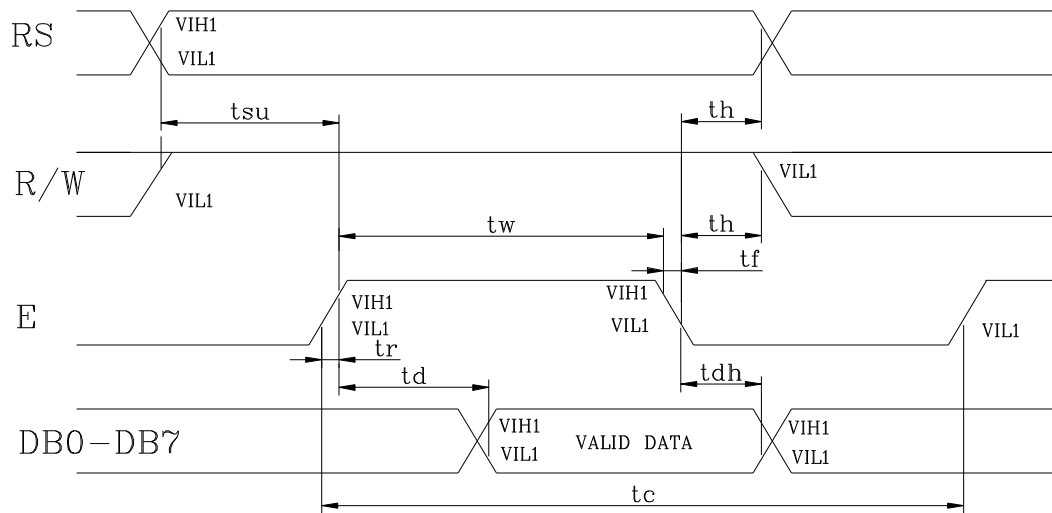 RS
VIH1
VIL1
tsu
th
R/W
VIL1
VIL1
tw
th
tf
E
VIH1
VIL1
VIH1
VIL1
VIL1
tr
td
tdh
DB0-DB7
VIH1
VIL1
VALID DATA
VIH1
VIL1
tc